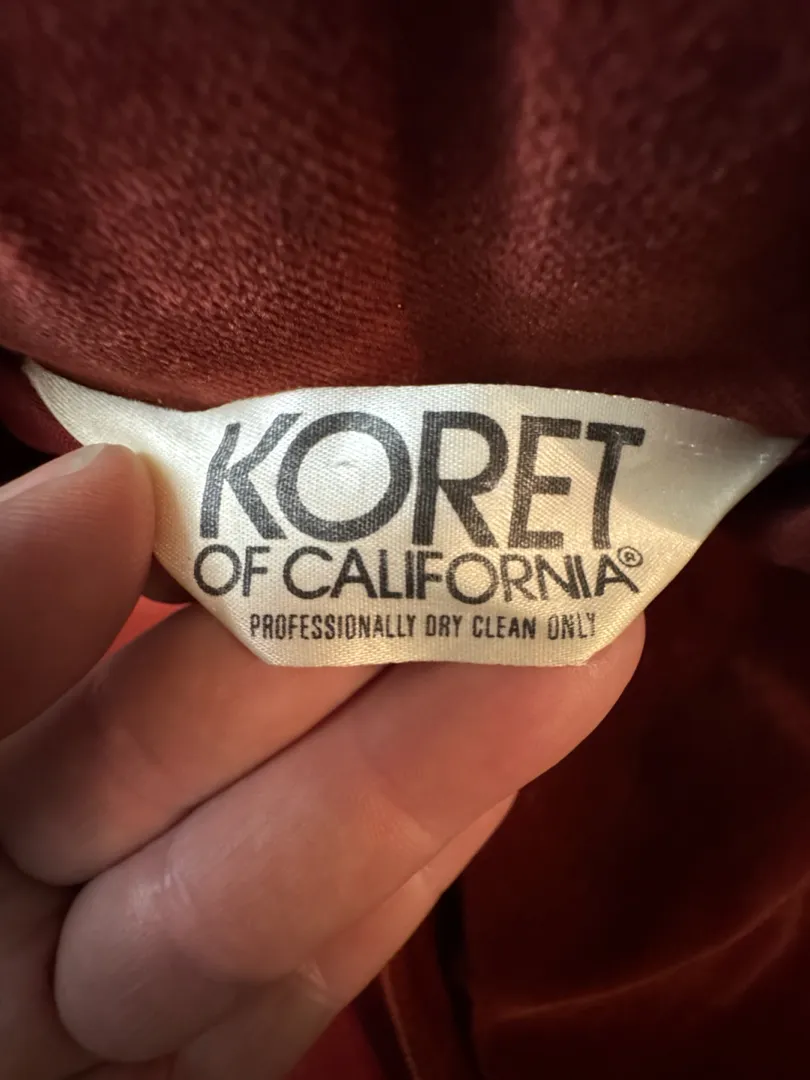 KORET
OF CALIFORNIA®
PROFESSIONALLY DRY CLEAN ONLY